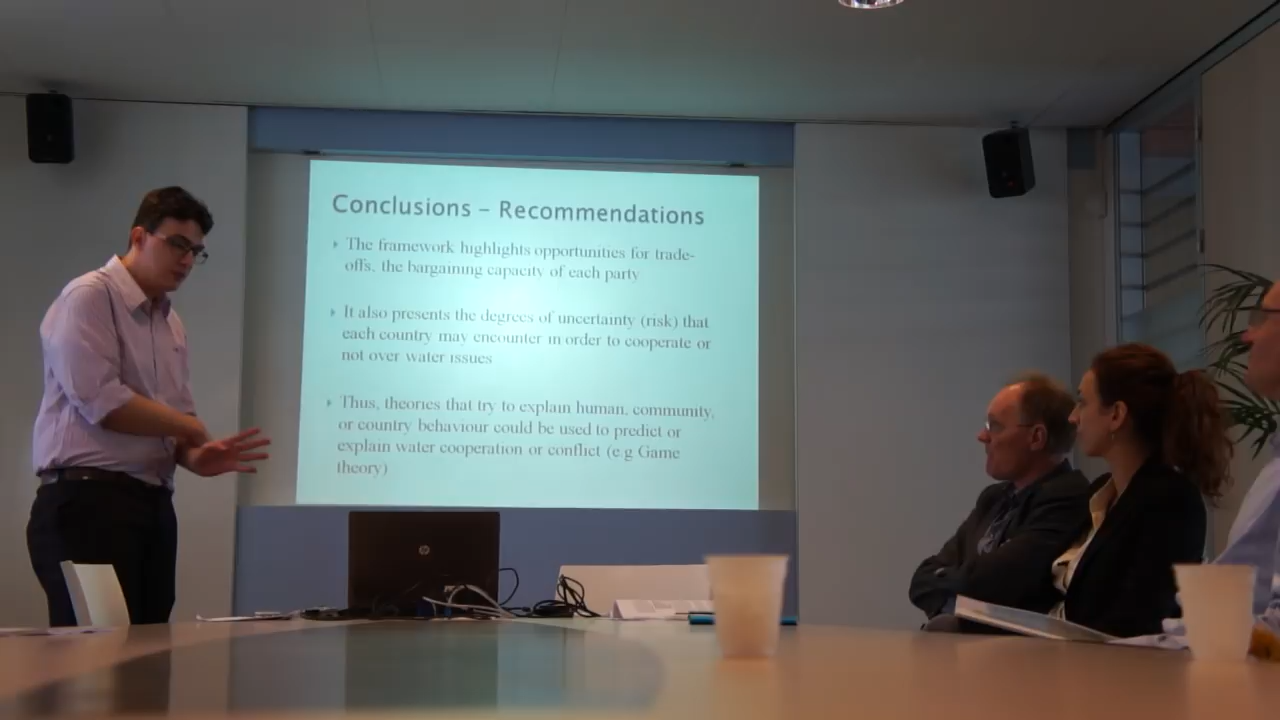 Conclusions – Recommendations
The framework highlights opportunities for trade-
offs, the bargaining capacity of each party
It also presents the degrees of uncertainty (risk) that
each country may encounter in order to cooperate or
not over water issues
Thus, theories that try to explain human, community,
or country behaviour could be used to predict or
explain water cooperation or conflict (e.g Game
theory)
hp